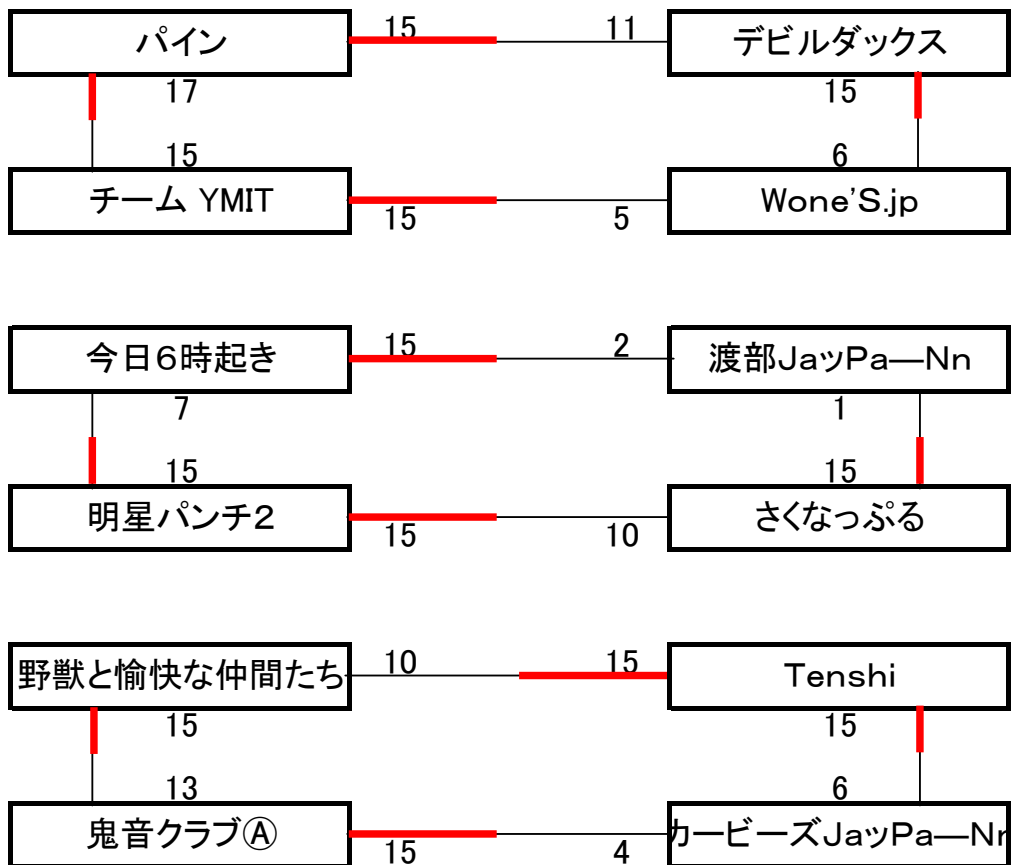 パイン 15 11 デビルダックス
17 15
15 6
チーム YMIT 15 5 Wone'S.jp
今日6時起き 15 2 渡部JaッPa―Nn
7 1
15 15
明星パンチ2 15 10 さくなっぷる
野獣と愉快な仲間たち 10 15 Tenshi
15 15
13 6
鬼音クラブⒶ 15 4 カービーズJaッPa―Nn